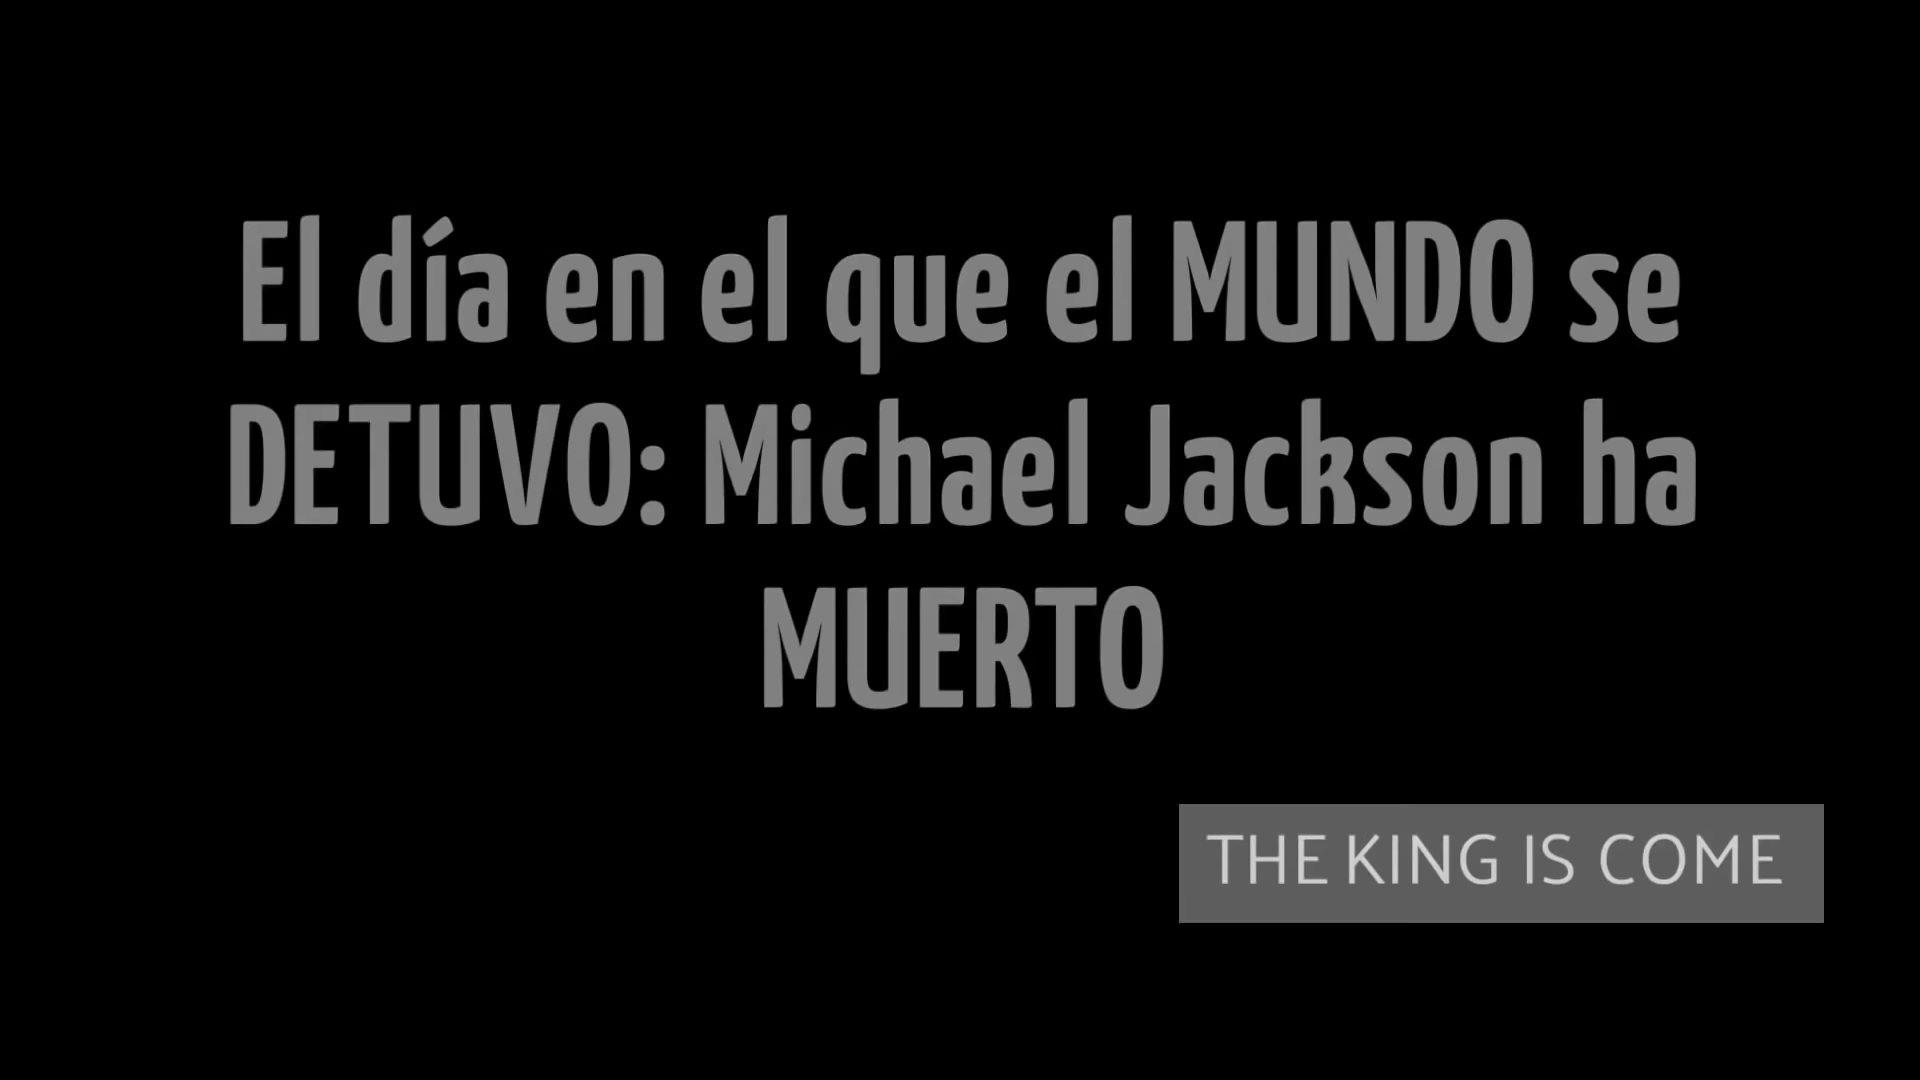 El día en el que el MUNDO se
DETUVO: Michael Jackson ha
MUERTO
THE KING IS COME